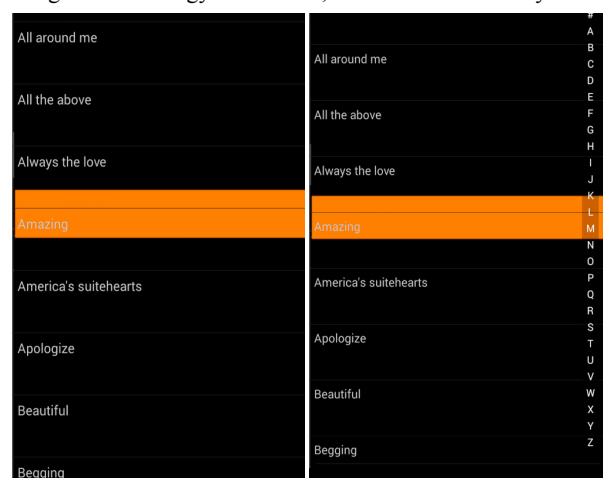 All around me
All the above
Always the love
Amazing
America's suitehearts
Apologize
Beautiful
Begging
All around me
All the above
Always the love
Amazing
America's suitehearts
Apologize
Beautiful
Begging
#
A
B
C
D
E
F
G
H
I
J
K
L
M
N
O
P
Q
R
S
T
U
V
W
X
Y
Z